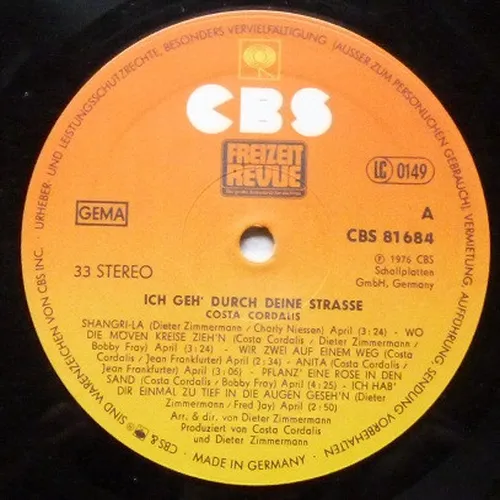 URHEBER- UND LEISTUNGSSCHUTZRECHTE, BESONDERS VERVIELFÄLTIGUNG (AUSSER ZUM PERSÖNLICHEN GEBRAUCH), VERMIETUNG, AUFFÜHRUNG, SENDUNG VORBEHALTEN
CBS
FREIZEIT
REVUE
LC 0149
GEMA
A
CBS 81684
℗ 1976 CBS
Schallplatten
GmbH, Germany
33 STEREO
ICH GEH' DURCH DEINE STRASSE
COSTA CORDALIS
SHANGRI-LA (Dieter Zimmermann / Charly Niessen) April (3:24) - WO
DIE MÖVEN KREISE ZIEH'N (Costa Cordalis / Dieter Zimmermann /
Bobby Fray) April (4:54) - WIR ZWEI AUF EINEM WEG (Costa
Cordalis / Jean Frankfurter) April (2:34) - ANITA (Costa Cordalis /
Jean Frankfurter) April (3:06) - PFLANZ' EINE ROSE IN DEN
SAND (Costa Cordalis / Bobby Fray) April (4:25) - ICH HAB'
DIR EINMAL ZU TIEF IN DIE AUGEN GESEH'N (Dieter
Zimmermann / Fred Jay) April (2:50)
Arr. & dir. von Dieter Zimmermann
Produziert von Costa Cordalis
und Dieter Zimmermann
CBS & SIND WARENZEICHEN VON CBS INC.
MADE IN GERMANY